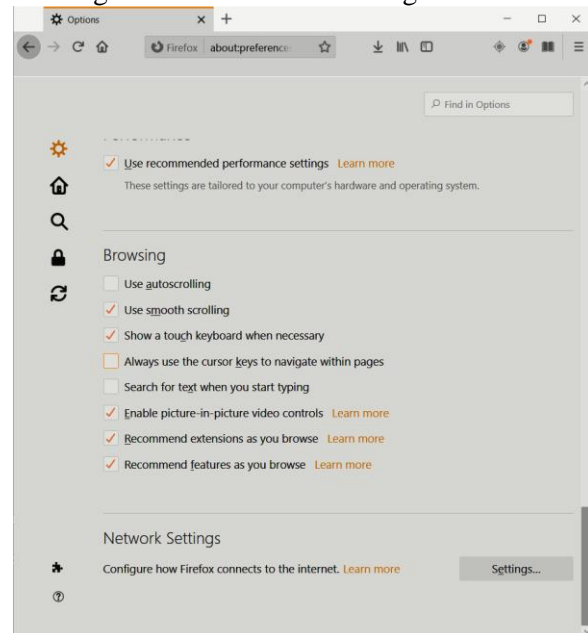 Options
Firefox about:preference
Find in Options
Use recommended performance settings Learn more
These settings are tailored to your computer's hardware and operating system.
Browsing
Use autoscrolling
Use smooth scrolling
Show a touch keyboard when necessary
Always use the cursor keys to navigate within pages
Search for text when you start typing
Enable picture-in-picture video controls Learn more
Recommend extensions as you browse Learn more
Recommend features as you browse Learn more
Network Settings
Configure how Firefox connects to the internet. Learn more Settings...